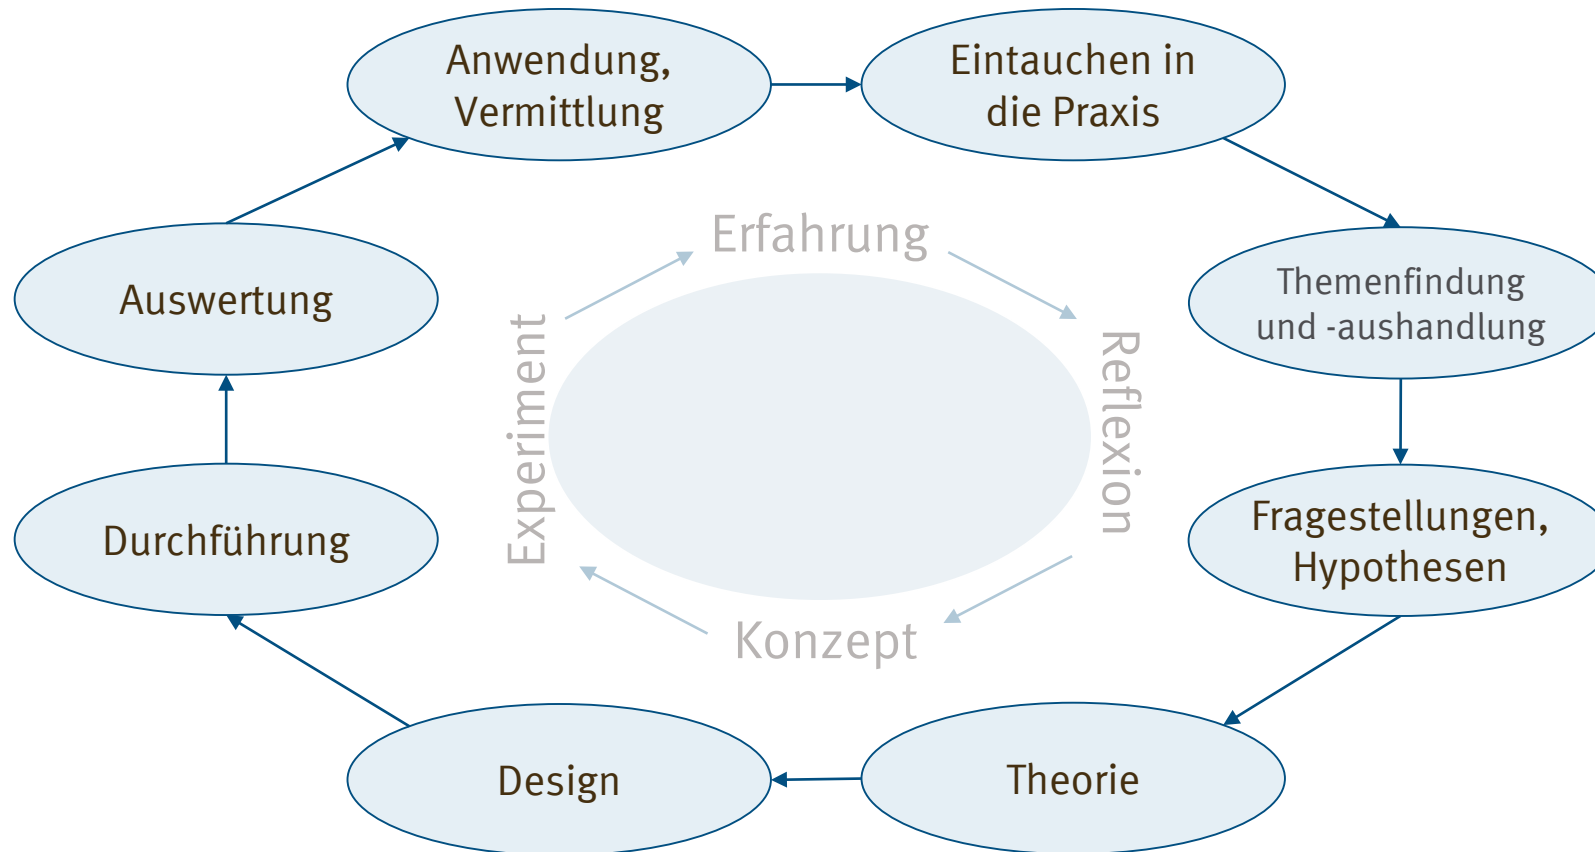 Anwendung,
Vermittlung
Eintauchen in
die Praxis
Themenfindung
und -aushandlung
Fragestellungen,
Hypothesen
Theorie
Design
Durchführung
Auswertung
Erfahrung
Reflexion
Konzept
Experiment